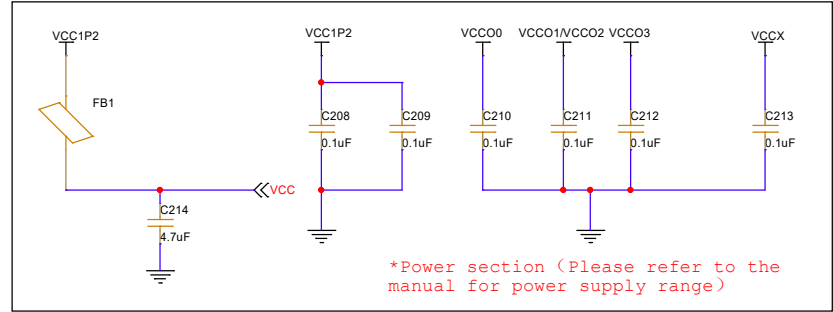 VCC1P2
VCC1P2
VCCO0
VCCO1/VCCO2
VCCO3
VCCX
FB1
C208
C209
C210
C211
C212
C213
0.1uF
0.1uF
0.1uF
0.1uF
0.1uF
0.1uF
VCC
C214
4.7uF
*Power section（Please refer to the
manual for power supply range）